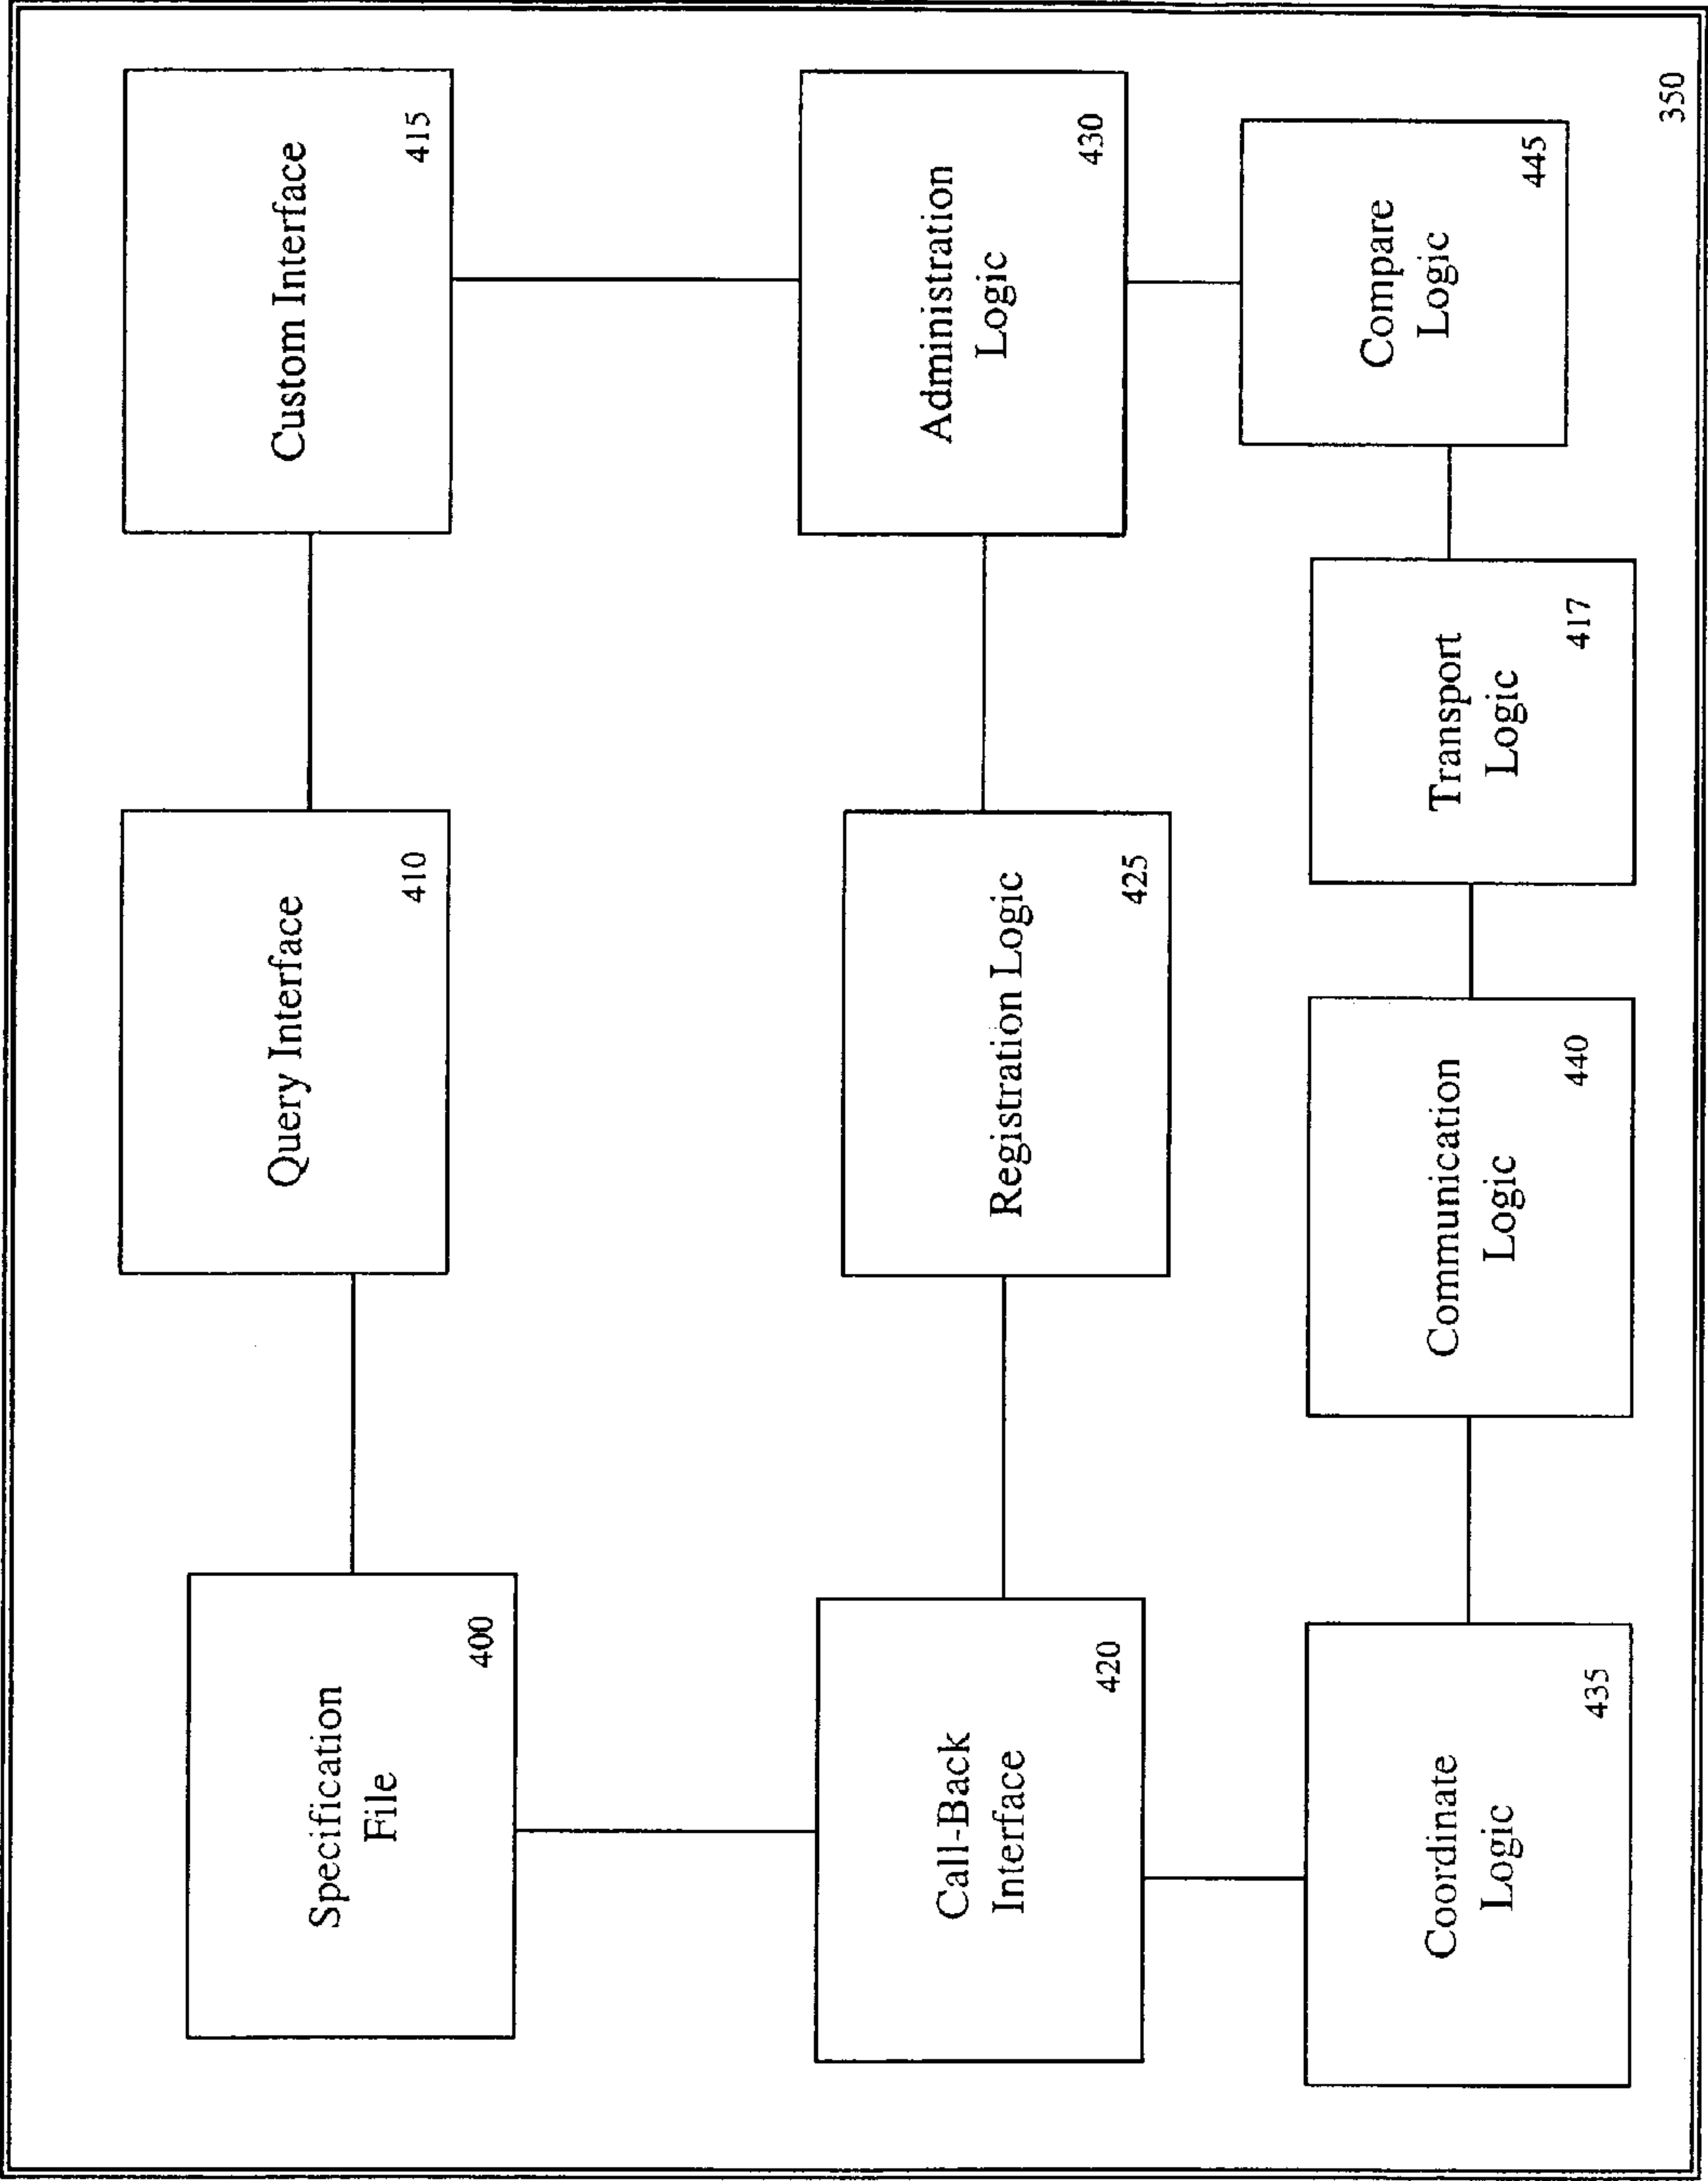 Specification
File
400
Query Interface
410
Custom Interface
415
Call-Back
Interface
420
Registration Logic
425
Administration
Logic
430
Coordinate
Logic
435
Communication
Logic
440
Transport
Logic
417
Compare
Logic
445
350